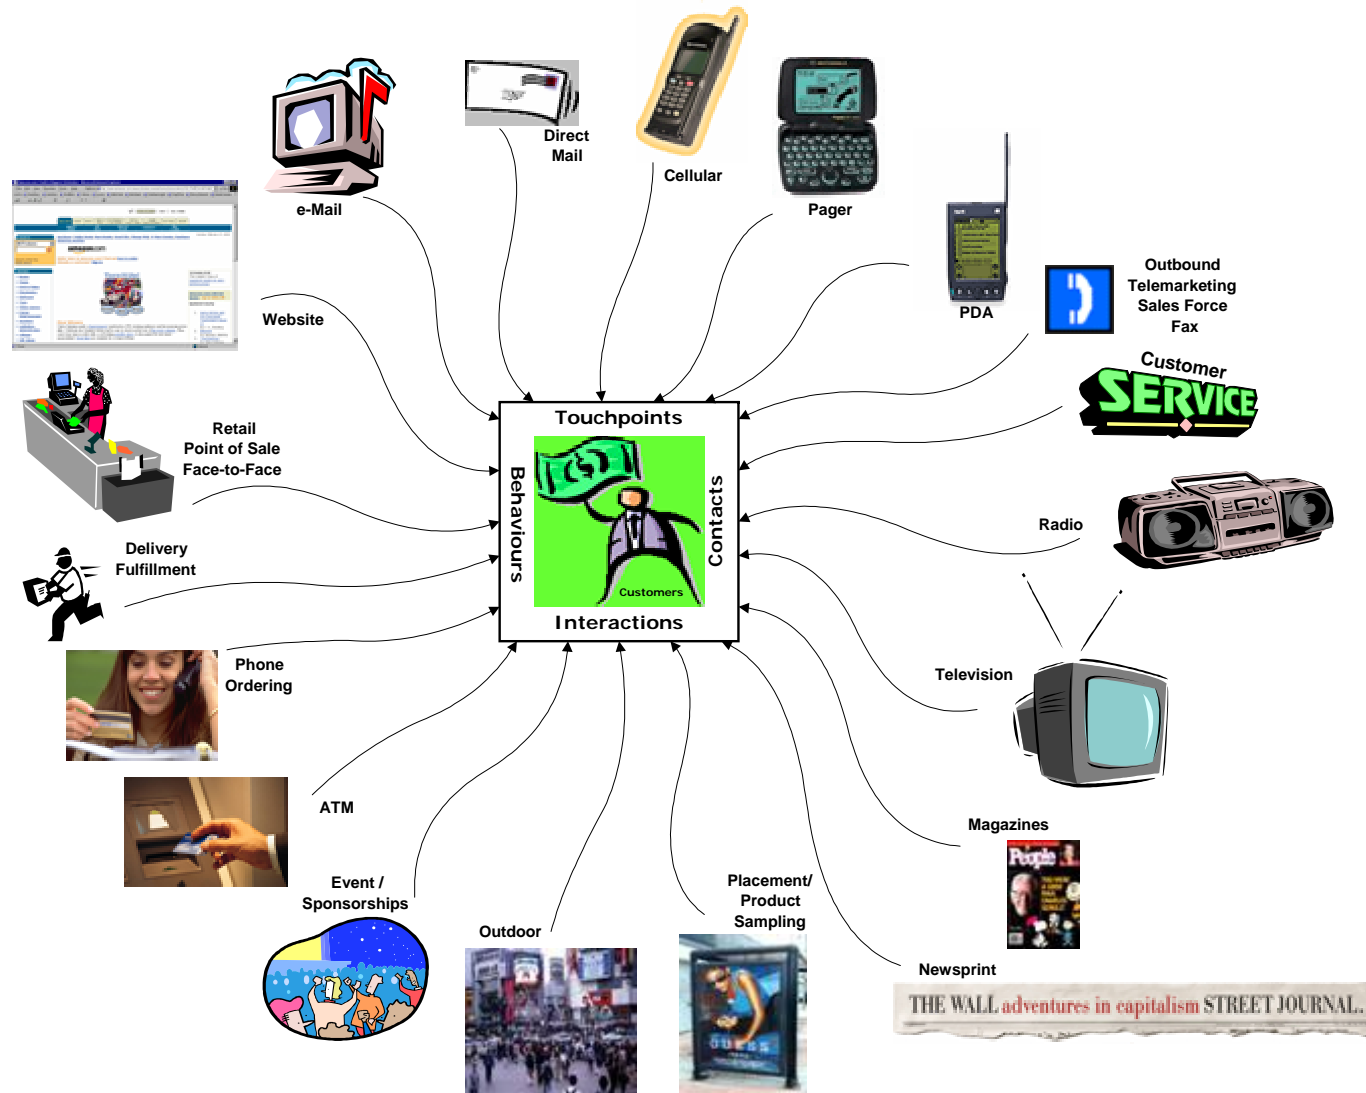 e-Mail
Direct
Mail
Cellular
Pager
PDA
Outbound
Telemarketing
Sales Force
Fax
Customer
SERVICE
Website
Retail
Point of Sale
Face-to-Face
Radio
Delivery
Fulfillment
Touchpoints
Behaviours
Contacts
Customers
Interactions
Phone
Ordering
Television
ATM
Magazines
People
Event /
Sponsorships
Outdoor
Placement/
Product
Sampling
GUESS
Newsprint
THE WALL adventures in capitalism STREET JOURNAL.